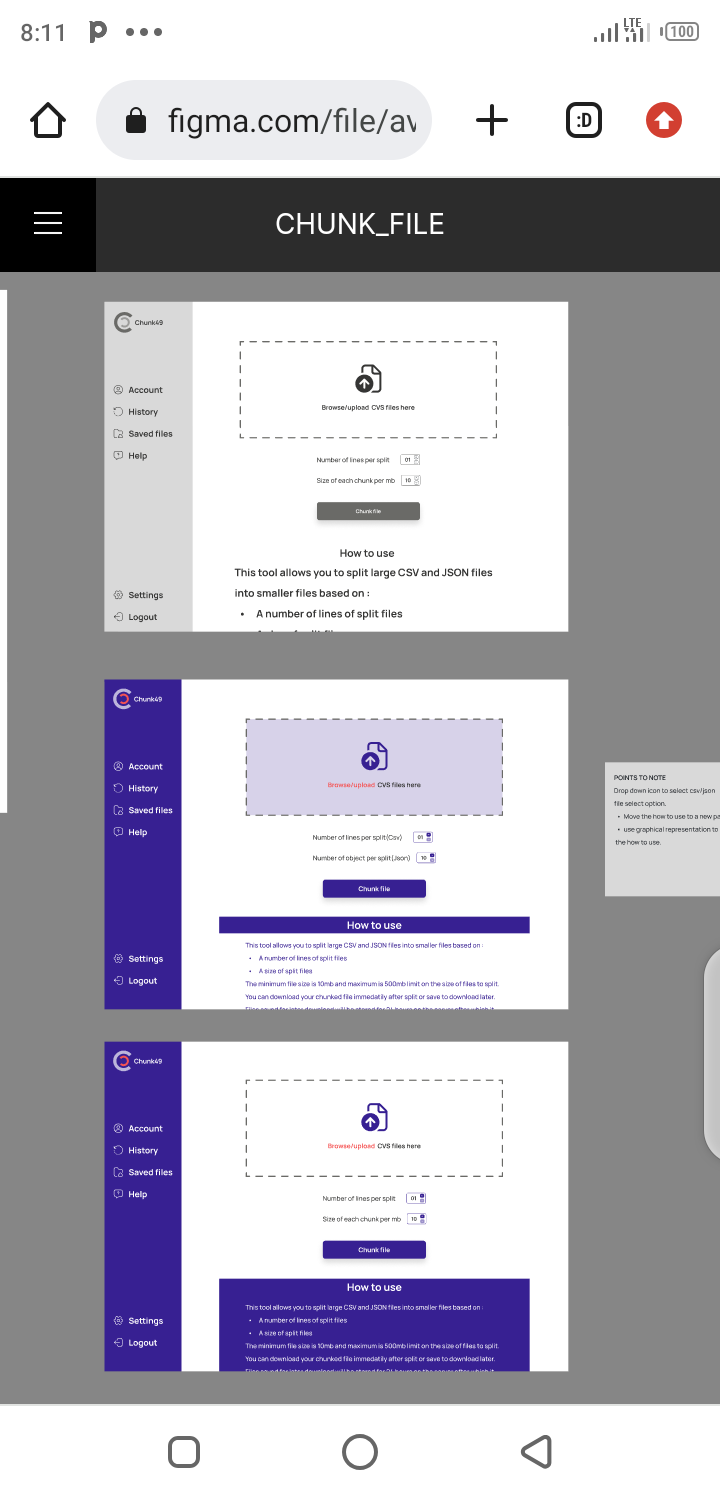 8:11
LTE
100
figma.com/file/av
:D
CHUNK_FILE
Chunk49
Account
History
Saved files
Help
Settings
Logout
Browse/upload CVS files here
Number of lines per split 01
Size of each chunk per mb 10
Chunk file
How to use
This tool allows you to split large CSV and JSON files
into smaller files based on :
• A number of lines of split files
Chunk49
Account
History
Saved files
Help
Settings
Logout
Browse/upload CVS files here
Number of lines per split(Csv) 01
Number of object per split(Json) 10
Chunk file
How to use
This tool allows you to split large CSV and JSON files into smaller files based on :
• A number of lines of split files
• A size of split files
The minimum file size is 10mb and maximum is 500mb limit on the size of files to split.
You can download your chunked file immedatily after split or save to download later.
POINTS TO NOTE
Drop down icon to select csv/json
file select option.
• Move the how to use to a new pa
• use graphical representation to
the how to use.
Chunk49
Account
History
Saved files
Help
Settings
Logout
Browse/upload CVS files here
Number of lines per split 01
Size of each chunk per mb 10
Chunk file
How to use
This tool allows you to split large CSV and JSON files into smaller files based on :
• A number of lines of split files
• A size of split files
The minimum file size is 10mb and maximum is 500mb limit on the size of files to split.
You can download your chunked file immedatily after split or save to download later.